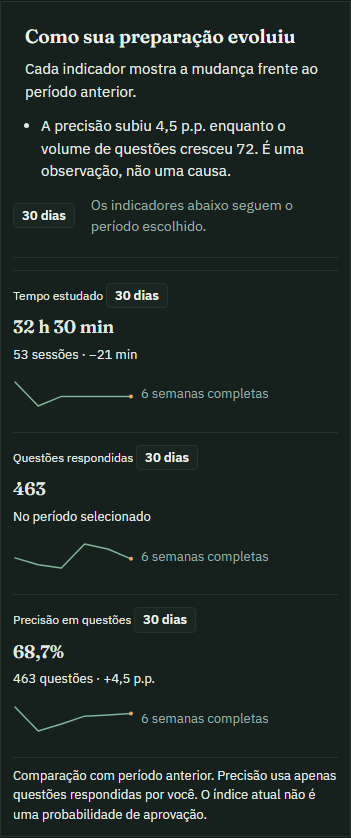 Como sua preparação evoluiu
Cada indicador mostra a mudança frente ao
período anterior.
• A precisão subiu 4,5 p.p. enquanto o
volume de questões cresceu 72. É uma
observação, não uma causa.
30 dias
Os indicadores abaixo seguem o
período escolhido.
Tempo estudado 30 dias
32 h 30 min
53 sessões · −21 min
6 semanas completas
Questões respondidas 30 dias
463
No período selecionado
6 semanas completas
Precisão em questões 30 dias
68,7%
463 questões · +4,5 p.p.
6 semanas completas
Comparação com período anterior. Precisão usa apenas
questões respondidas por você. O índice atual não é
uma probabilidade de aprovação.